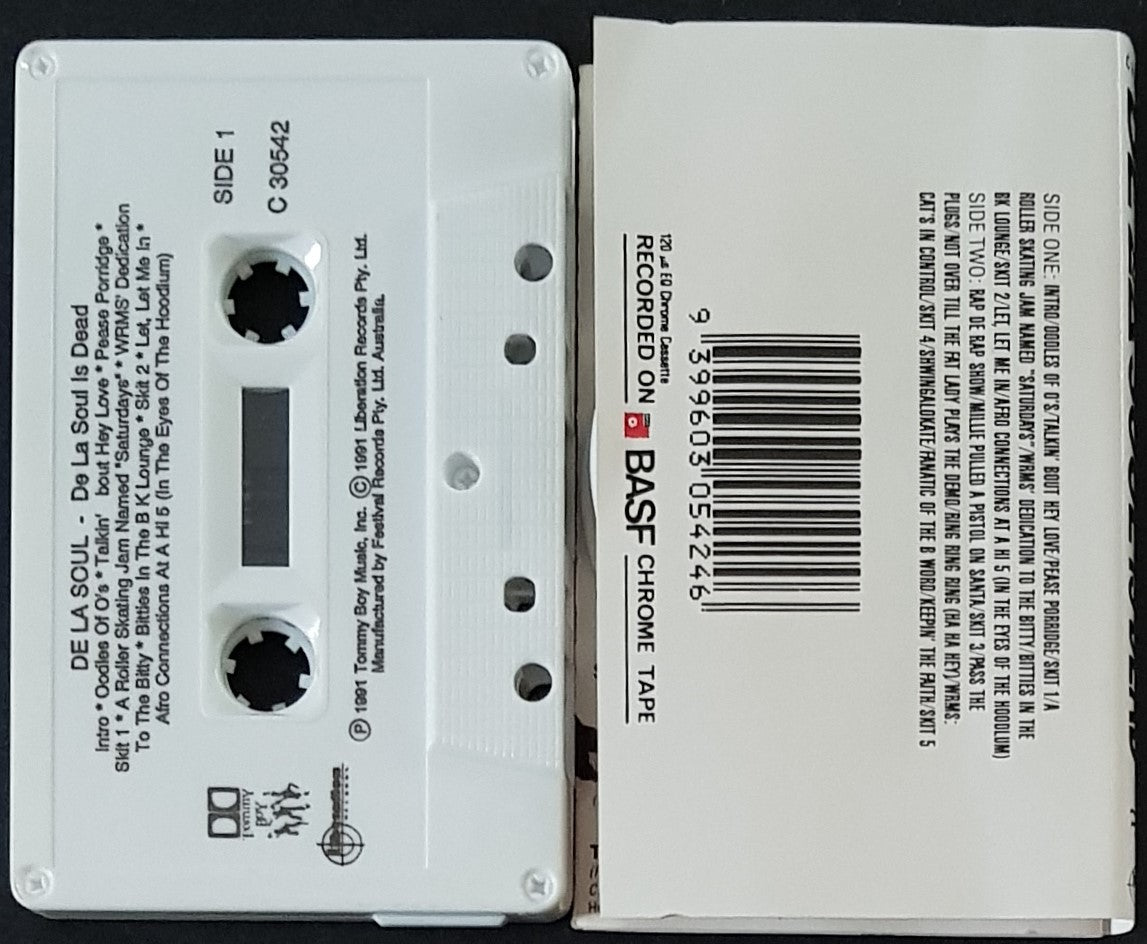 SIDE 1
C 30542
DE LA SOUL - De La Soul Is Dead
Intro * Oodles Of O's * Talkin' bout Hey Love * Pease Porridge *
Skit 1 * A Roller Skating Jam Named "Saturdays" * WRMS' Dedication
To The Bitty * Bitties In The B K Lounge * Skit 2 * Let, Let Me In *
Afro Connections At A Hi 5 (In The Eyes Of The Hoodlum)
Ⓟ 1991 Tommy Boy Music, Inc. Ⓒ 1991 Liberation Records Pty. Ltd.
Manufactured by Festival Records Pty. Ltd. Australia.
Tommy
Boy
SIDE ONE: INTRO/OODLES OF O'S/TALKIN' BOUT HEY LOVE/PEASE PORRIDGE/SKIT 1/A
ROLLER SKATING JAM NAMED "SATURDAYS"/WRMS' DEDICATION TO THE BITTY/BITTIES IN THE
BK LOUNGE/SKIT 2/LET, LET ME IN/AFRO CONNECTIONS AT A HI 5 (IN THE EYES OF THE HOODLUM)
SIDE TWO: RAP DE RAP SHOW/MILLIE PULLED A PISTOL ON SANTA/SKIT 3/PASS THE
PLUGS/NOT OVER TILL THE FAT LADY PLAYS THE DEMO/RING RING RING (HA HA HEY)/WRMS:
CAT'S IN CONTROL/SKIT 4/SHWINGALOKATE/FANATIC OF THE B WORD/KEEPIN' THE FAITH/SKIT 5
9 399603 054246
120 µs EQ Chrome Cassette
RECORDED ON BASF CHROME TAPE